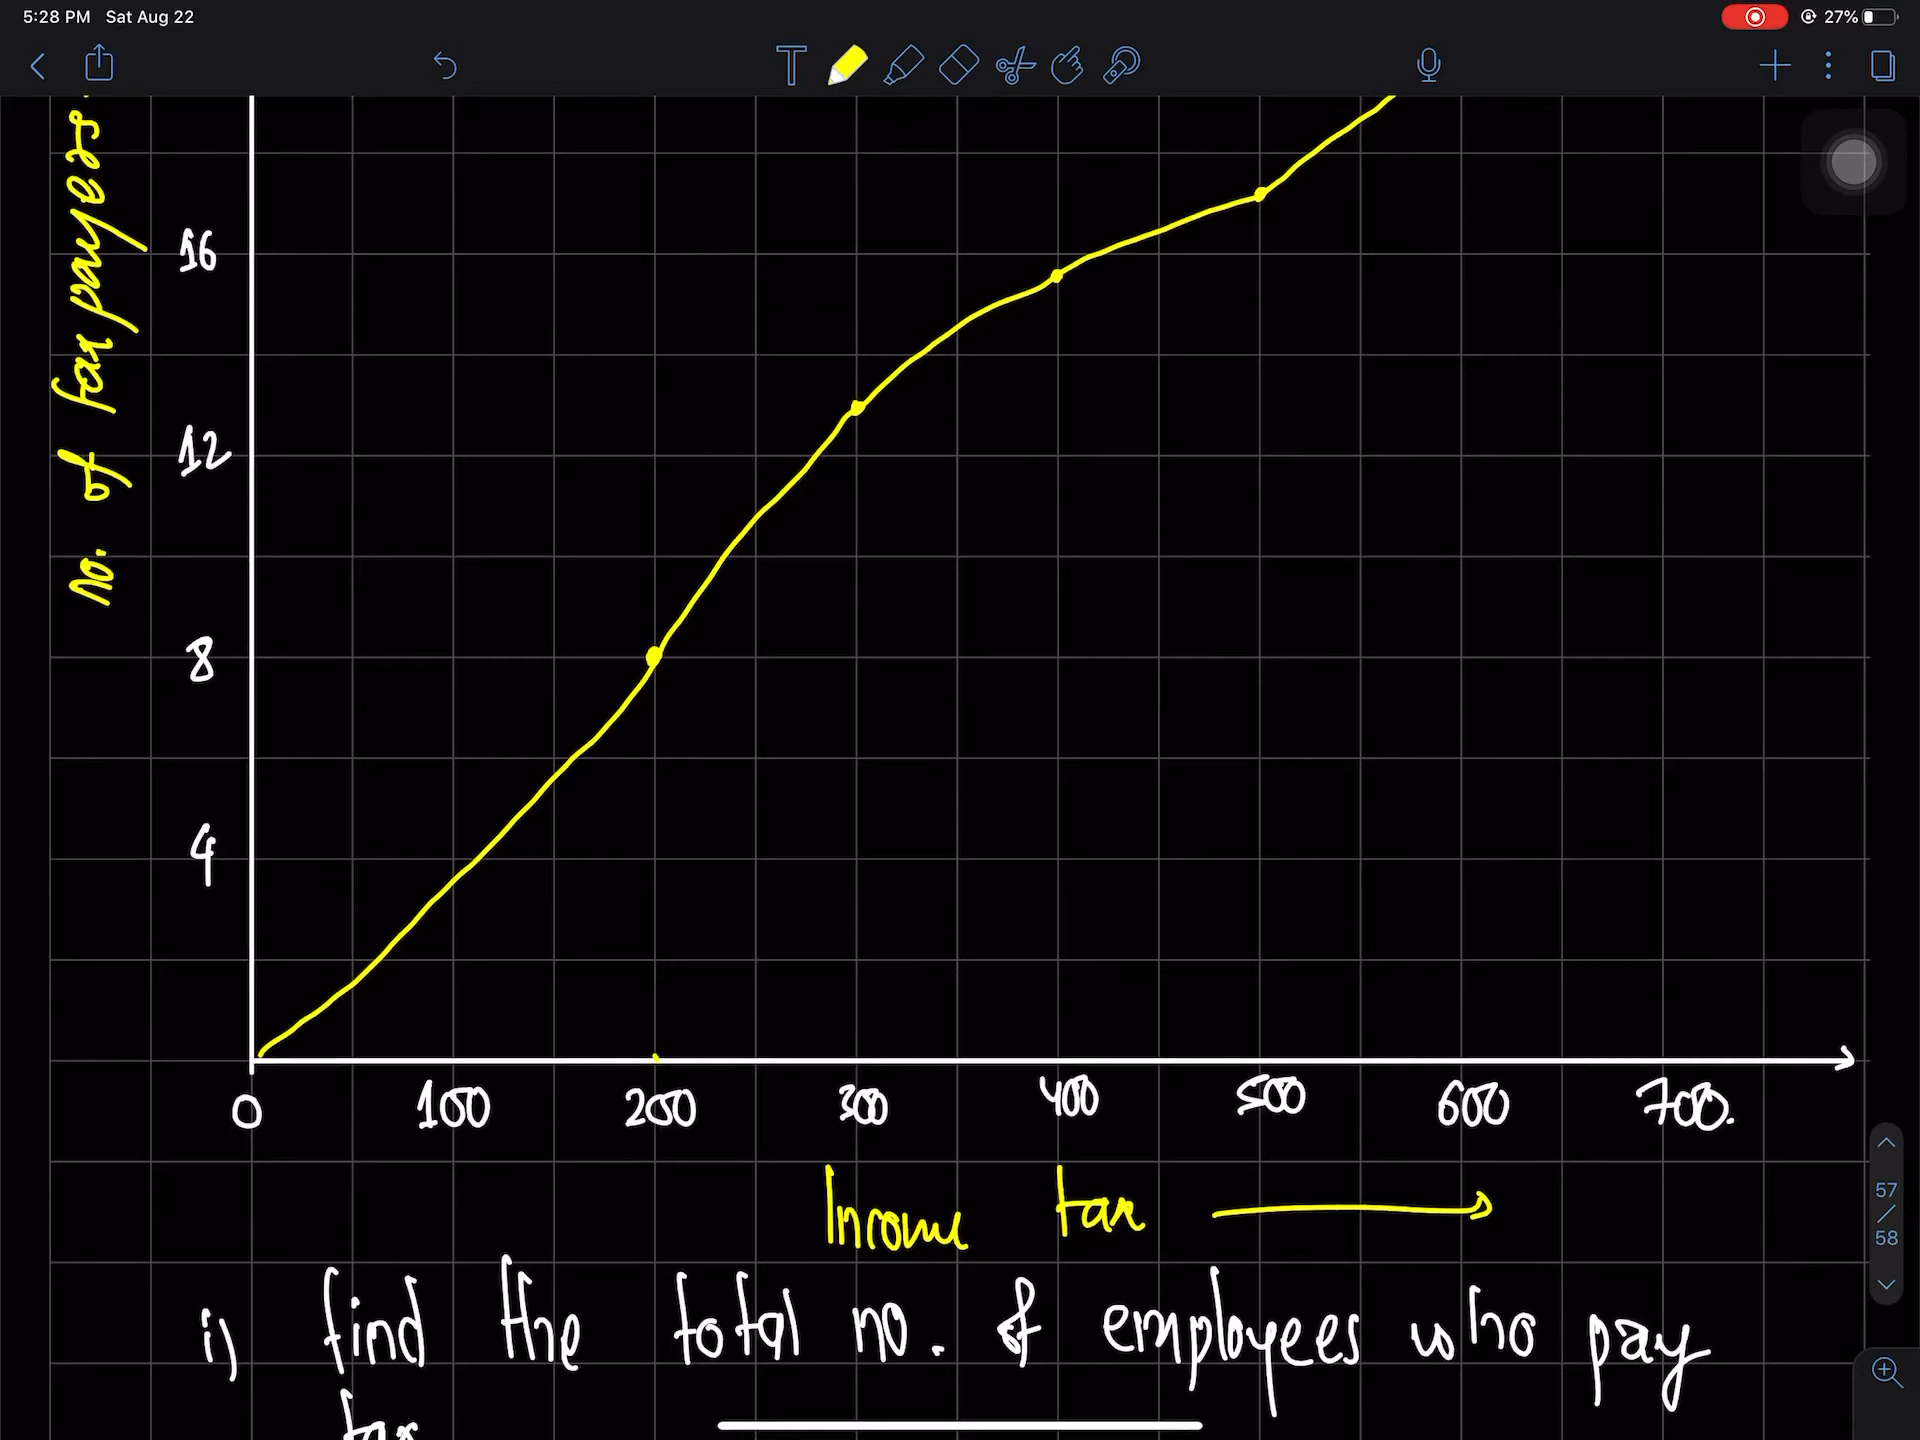 5:28 PM Sat Aug 22
27%
no. of tax payers
16
12
8
4
0 100 200 300 400 500 600 700.
Income tax
57
/
58
i) find the total no. of employees who pay
tax